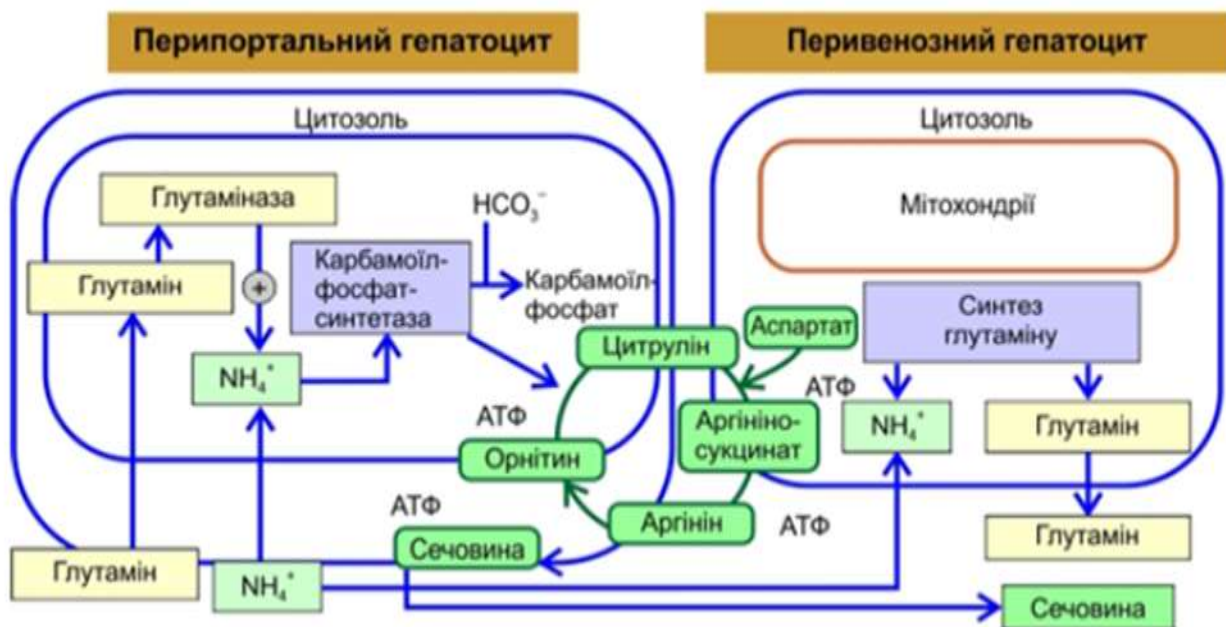 Перипортальний гепатоцит
Перивенозний гепатоцит
Цитозоль
Глутаміназа
Глутамін
+
NH₄⁺
Карбамоїл-
фосфат-
синтетаза
HCO₃⁻
Карбамоїл-
фосфат
Цитрулін
АТФ
Орнітин
АТФ
Сечовина
Глутамін
NH₄⁺
Аргінін
Аргініно-
сукцинат
Аспартат
АТФ
АТФ
Цитозоль
Мітохондрії
Синтез
глутаміну
NH₄⁺
Глутамін
Глутамін
Сечовина